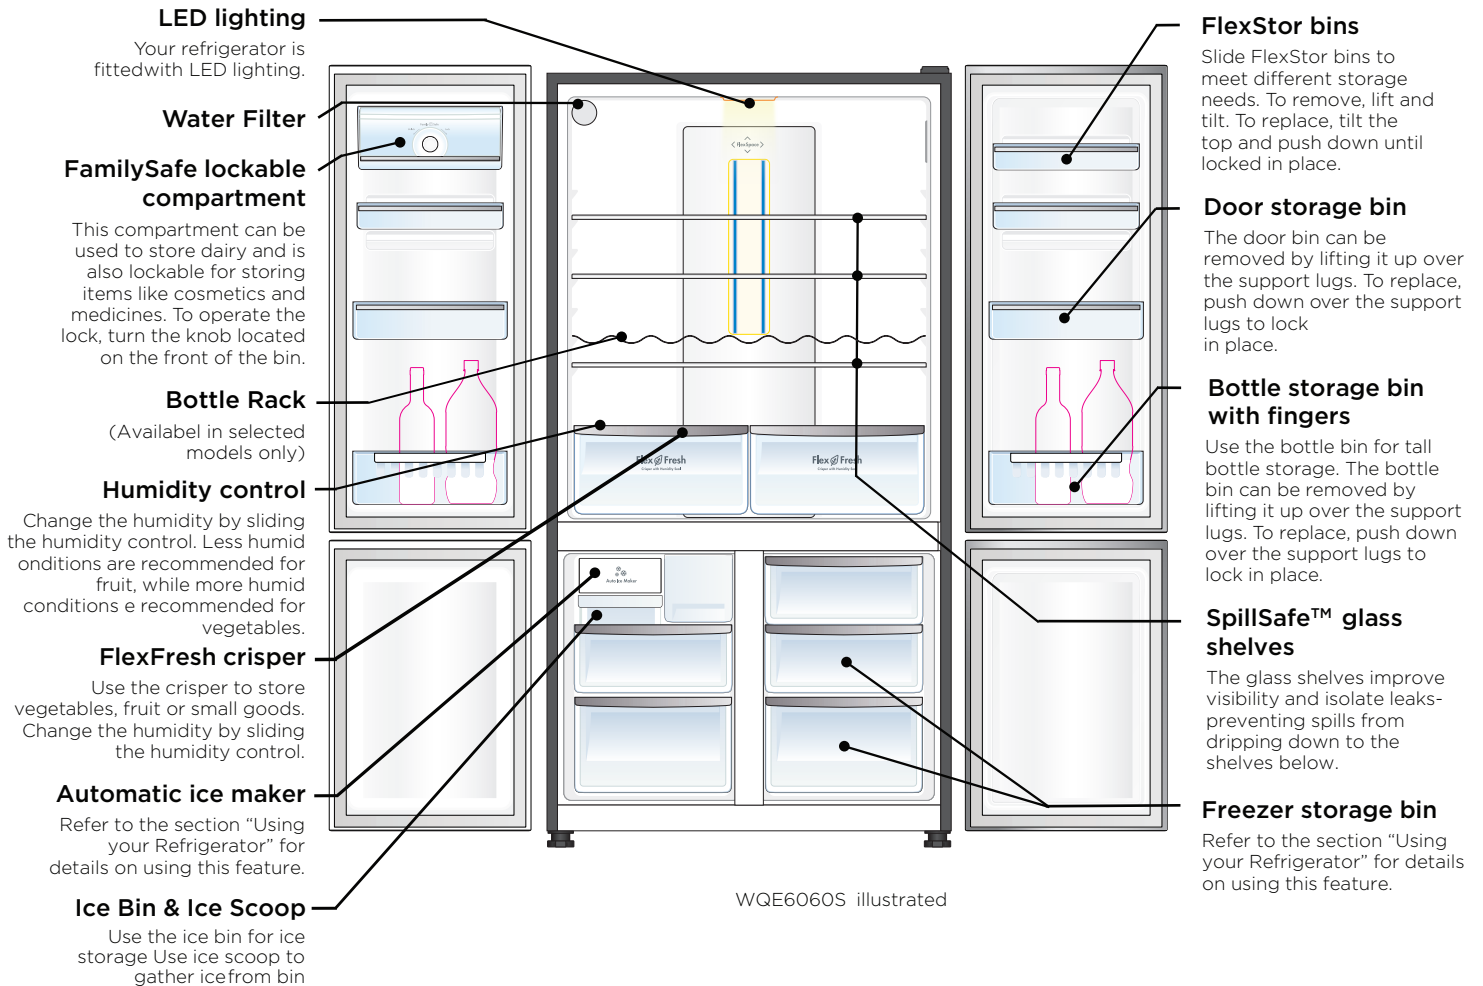 LED lighting
Your refrigerator is
fittedwith LED lighting.
Water Filter
FamilySafe lockable
compartment
This compartment can be
used to store dairy and is
also lockable for storing
items like cosmetics and
medicines. To operate the
lock, turn the knob located
on the front of the bin.
Bottle Rack
(Availabel in selected
models only)
Humidity control
Change the humidity by sliding
the humidity control. Less humid
onditions are recommended for
fruit, while more humid
conditions e recommended for
vegetables.
FlexFresh crisper
Use the crisper to store
vegetables, fruit or small goods.
Change the humidity by sliding
the humidity control.
Automatic ice maker
Refer to the section “Using
your Refrigerator” for
details on using this feature.
Ice Bin & Ice Scoop
Use the ice bin for ice
storage Use ice scoop to
gather ice from bin
FlexSpace
Flex Fresh
Crisper with Humidity Seal
Flex Fresh
Crisper with Humidity Seal
Auto Ice Maker
WQE6060S illustrated
FlexStor bins
Slide FlexStor bins to
meet different storage
needs. To remove, lift and
tilt. To replace, tilt the
top and push down until
locked in place.
Door storage bin
The door bin can be
removed by lifting it up over
the support lugs. To replace,
push down over the support
lugs to lock
in place.
Bottle storage bin
with fingers
Use the bottle bin for tall
bottle storage. The bottle
bin can be removed by
lifting it up over the support
lugs. To replace, push down
over the support lugs to
lock in place.
SpillSafe™ glass
shelves
The glass shelves improve
visibility and isolate leaks-
preventing spills from
dripping down to the
shelves below.
Freezer storage bin
Refer to the section “Using
your Refrigerator” for details
on using this feature.